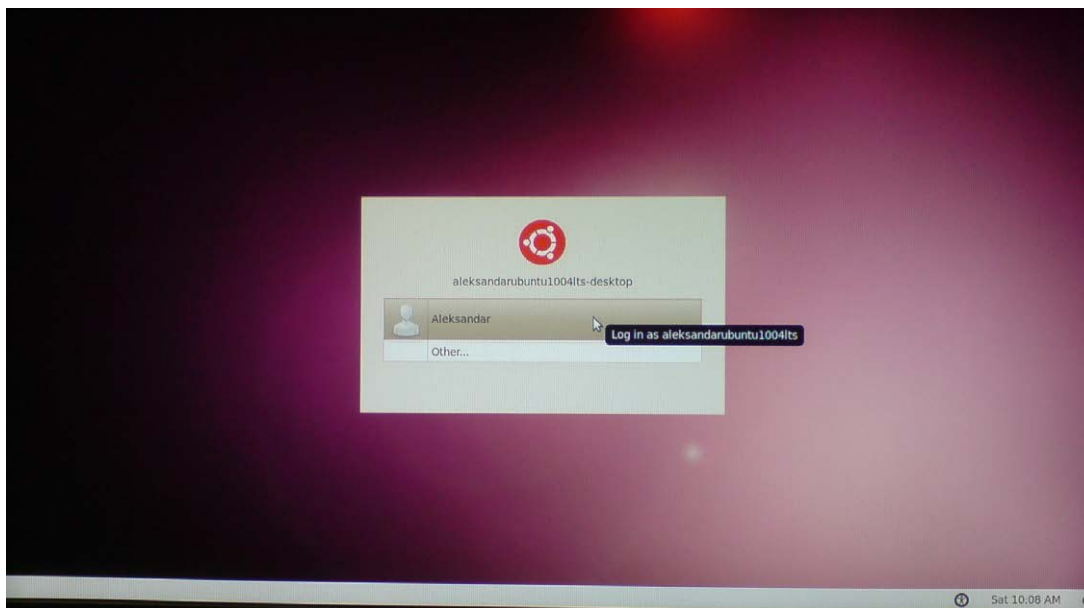 aleksandarubuntu1004lts-desktop
Aleksandar
Log in as aleksandarubuntu1004lts
Other...
Sat 10:08 AM